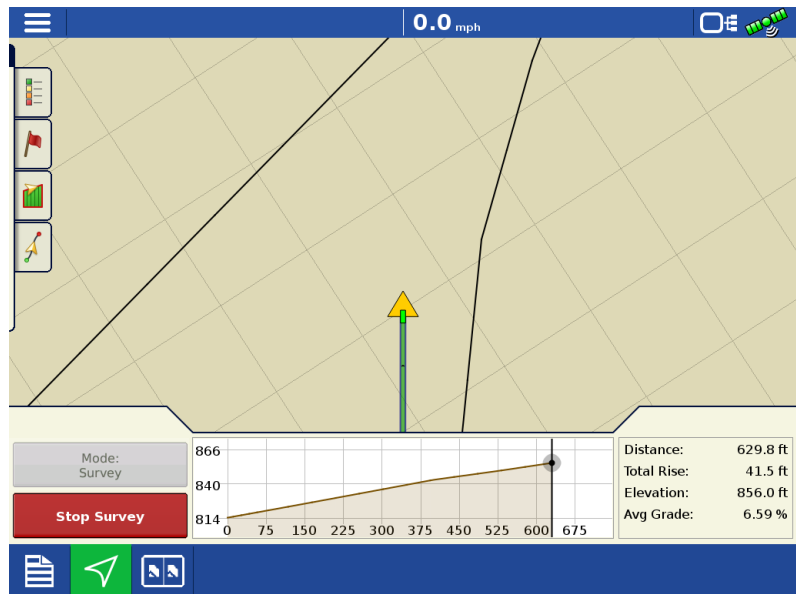 0.0 mph
Mode:
Survey
Stop Survey
866
840
814
0 75 150 225 300 375 450 525 600 675
Distance: 629.8 ft
Total Rise: 41.5 ft
Elevation: 856.0 ft
Avg Grade: 6.59 %